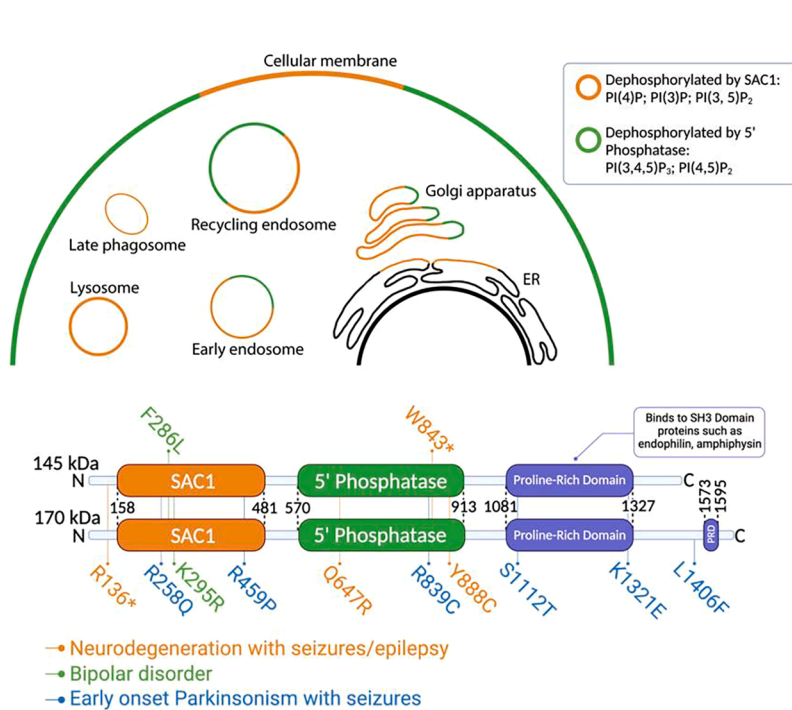 Cellular membrane
Dephosphorylated by SAC1:
PI(4)P; PI(3)P; PI(3, 5)P₂
Dephosphorylated by 5'
Phosphatase:
PI(3,4,5)P₃; PI(4,5)P₂
Golgi apparatus
Recycling endosome
Late phagosome
ER
Lysosome
Early endosome
F286L
W843*
Binds to SH3 Domain
proteins such as
endophilin, amphiphysin
145 kDa
N
SAC1
5' Phosphatase
Proline-Rich Domain
C
158
481
570
913
1081
1327
1573
1595
170 kDa
N
SAC1
5' Phosphatase
Proline-Rich Domain
PRD
C
R136*
R258Q
K295R
R459P
Q647R
R839C
Y888C
S1112T
K1321E
L1406F
Neurodegeneration with seizures/epilepsy
Bipolar disorder
Early onset Parkinsonism with seizures